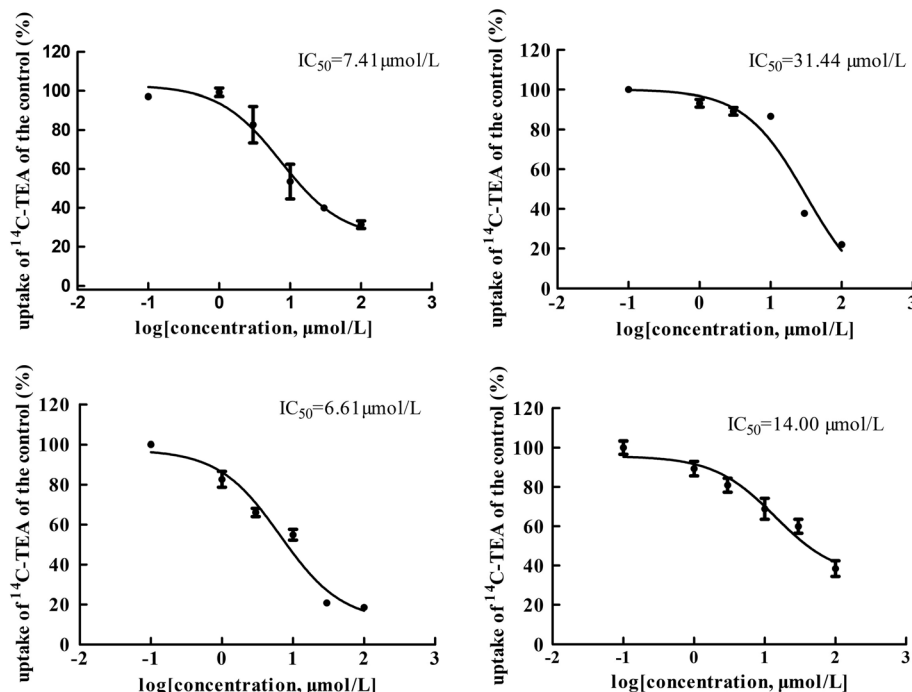 uptake of ¹⁴C-TEA of the control (%)
120
100
80
60
40
20
0
IC₅₀=7.41μmol/L
-2 -1 0 1 2 3
log[concentration, μmol/L]
uptake of ¹⁴C-TEA of the control (%)
120
100
80
60
40
20
0
IC₅₀=31.44 μmol/L
-2 -1 0 1 2 3
log[concentration, μmol/L]
uptake of ¹⁴C-TEA of the control (%)
120
100
80
60
40
20
0
IC₅₀=6.61μmol/L
-2 -1 0 1 2 3
log[concentration, μmol/L]
uptake of ¹⁴C-TEA of the control (%)
120
100
80
60
40
20
0
IC₅₀=14.00 μmol/L
-2 -1 0 1 2 3
log[concentration, μmol/L]